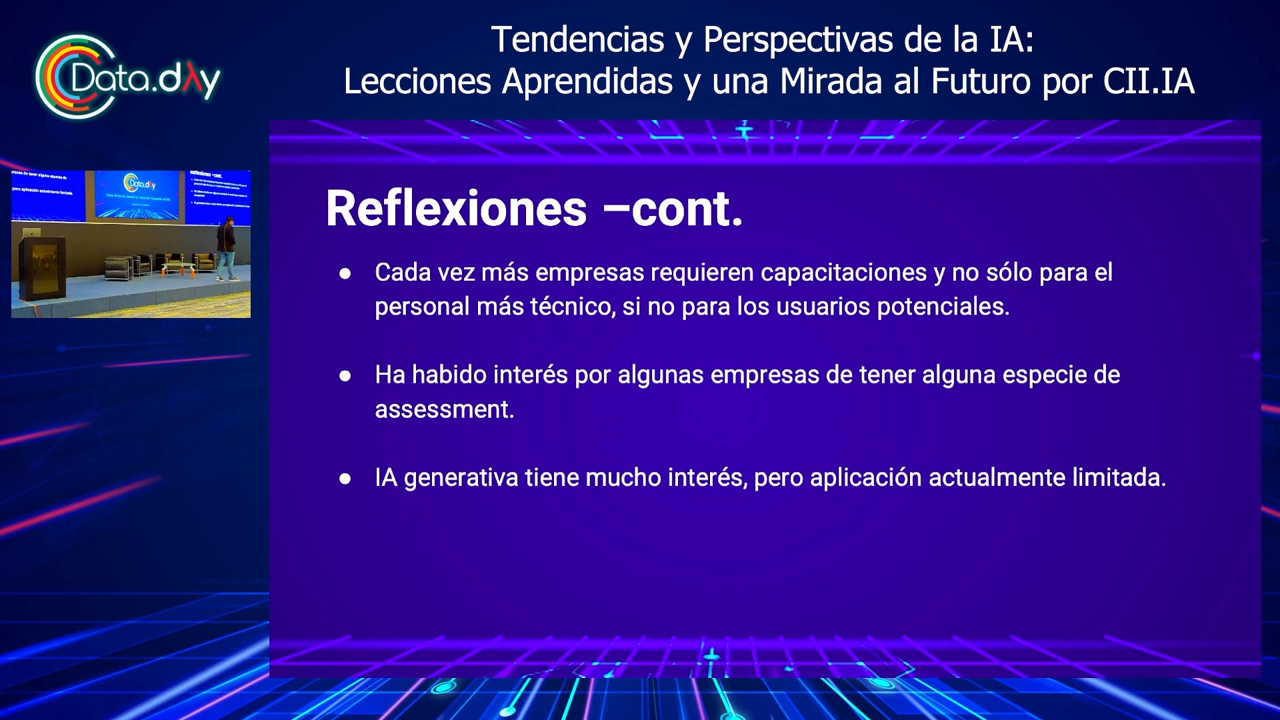 Data.dλy
Tendencias y Perspectivas de la IA:
Lecciones Aprendidas y una Mirada al Futuro por CII.IA
Reflexiones –cont.
● Cada vez más empresas requieren capacitaciones y no sólo para el
personal más técnico, si no para los usuarios potenciales.
● Ha habido interés por algunas empresas de tener alguna especie de
assessment.
● IA generativa tiene mucho interés, pero aplicación actualmente limitada.